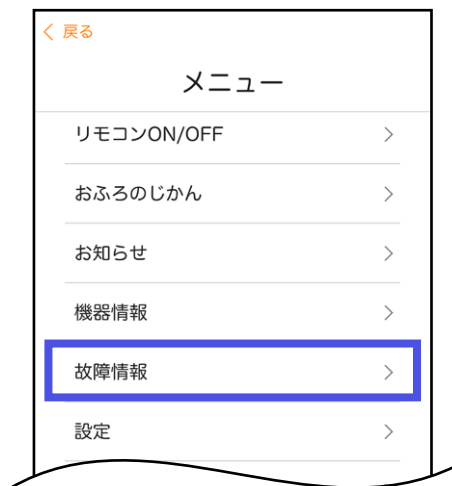 戻る
メニュー
リモコンON/OFF
おふろのじかん
お知らせ
機器情報
故障情報
設定